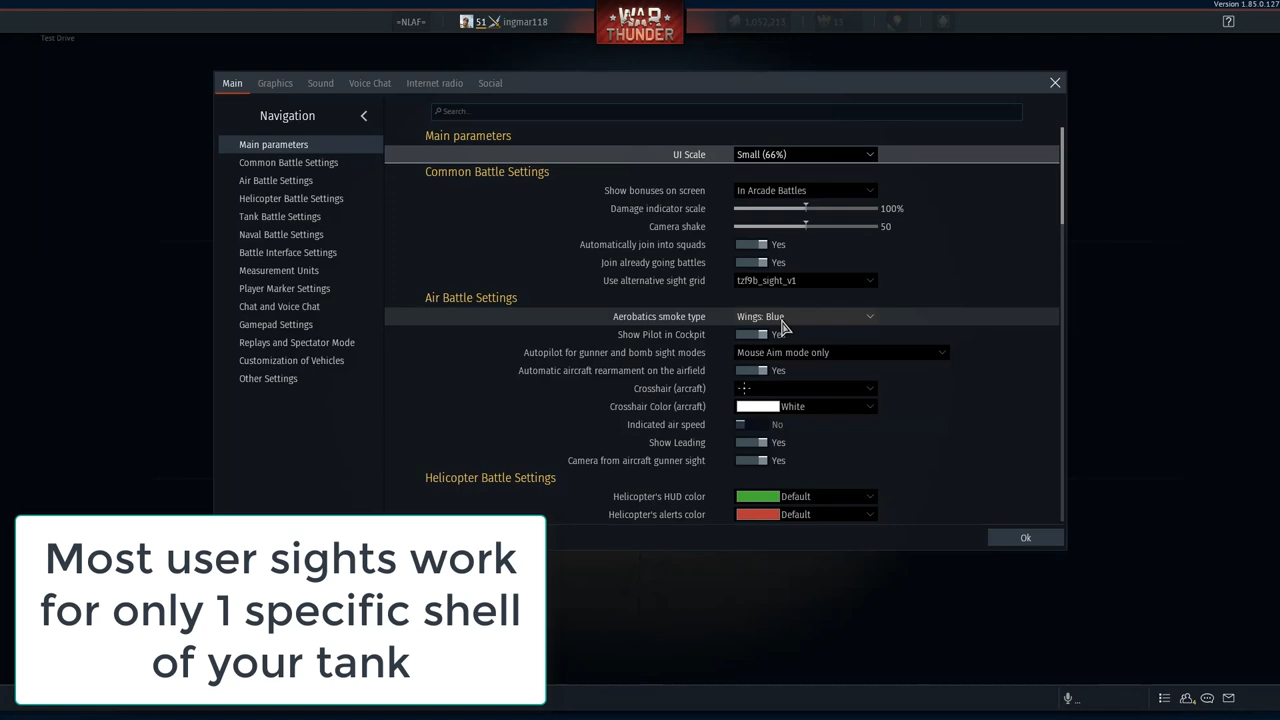 Version 1.85.0.127
=NLAF=
51 ingmar118
WAR
THUNDER
1,052,213
15
Test Drive
Main Graphics Sound Voice Chat Internet radio Social
Navigation
Search...
Main parameters
Main parameters
UI Scale Small (66%)
Common Battle Settings
Common Battle Settings
Air Battle Settings
Show bonuses on screen In Arcade Battles
Helicopter Battle Settings
Damage indicator scale 100%
Tank Battle Settings
Camera shake 50
Naval Battle Settings
Automatically join into squads Yes
Battle Interface Settings
Join already going battles Yes
Measurement Units
Use alternative sight grid tzf9b_sight_v1
Player Marker Settings
Air Battle Settings
Chat and Voice Chat
Aerobatics smoke type Wings: Blue
Gamepad Settings
Show Pilot in Cockpit Yes
Replays and Spectator Mode
Autopilot for gunner and bomb sight modes Mouse Aim mode only
Customization of Vehicles
Automatic aircraft rearmament on the airfield Yes
Other Settings
Crosshair (arcraft)
Crosshair Color (arcraft) White
Indicated air speed No
Show Leading Yes
Camera from aircraft gunner sight Yes
Helicopter Battle Settings
Helicopter's HUD color Default
Helicopter's alerts color Default
Ok
Most user sights work
for only 1 specific shell
of your tank